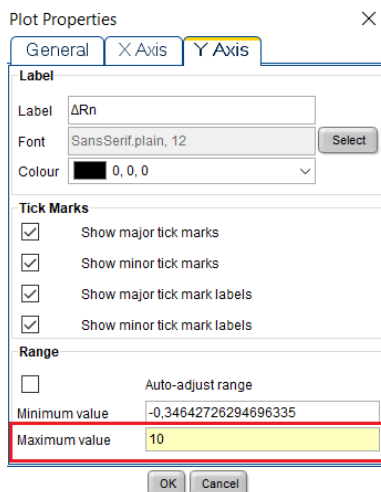 Plot Properties
General X Axis Y Axis
Label
Label ΔRn
Font SansSerif.plain, 12 Select
Colour 0, 0, 0
Tick Marks
Show major tick marks
Show minor tick marks
Show major tick mark labels
Show minor tick mark labels
Range
Auto-adjust range
Minimum value -0,34642726294696335
Maximum value 10
OK Cancel